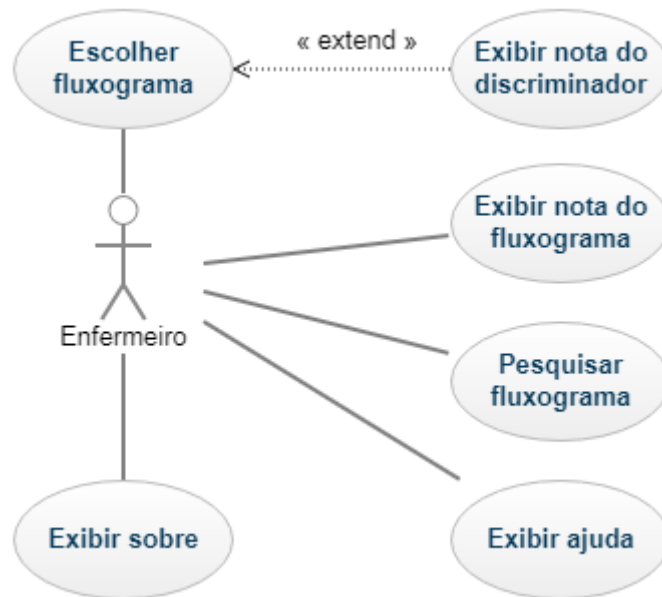 Escolher
fluxograma
« extend »
Exibir nota do
discriminador
Exibir nota do
fluxograma
Enfermeiro
Pesquisar
fluxograma
Exibir sobre
Exibir ajuda